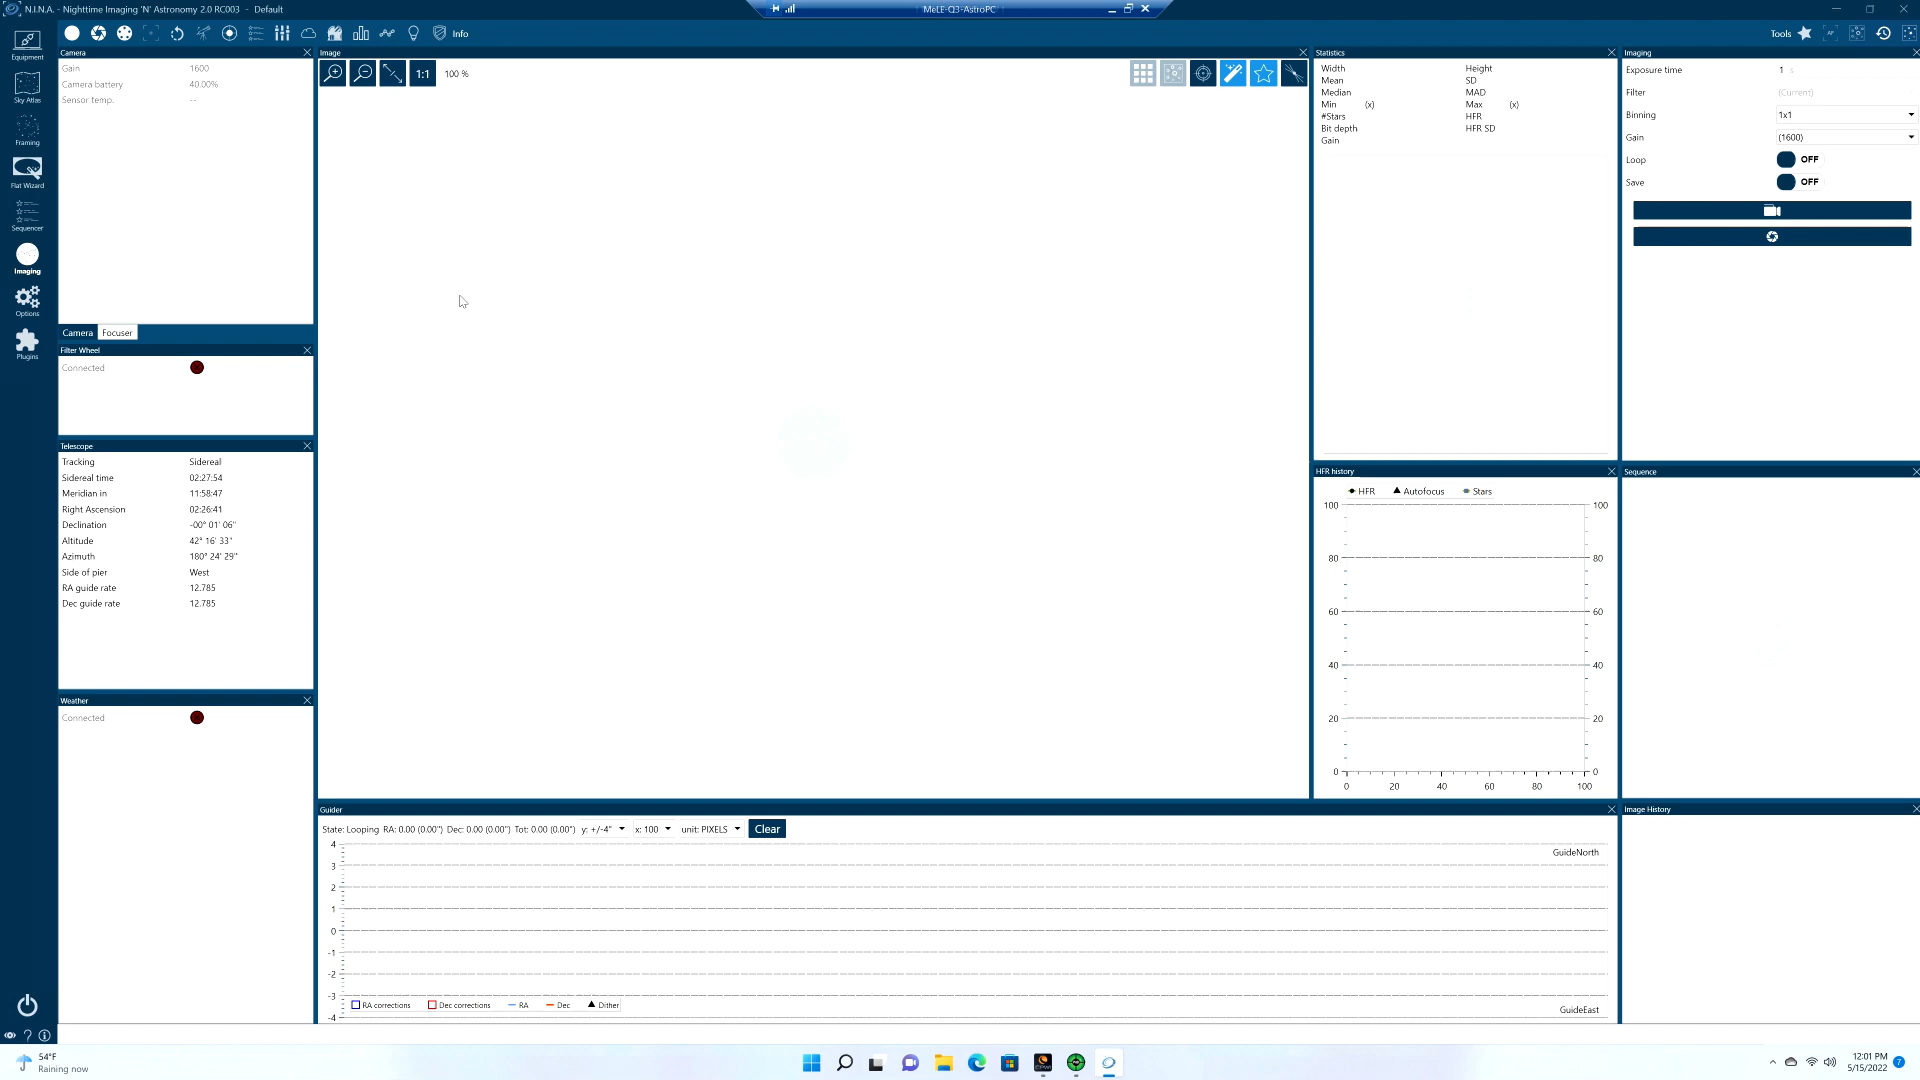 N.I.N.A. - Nighttime Imaging 'N' Astronomy 2.0 RC003 - Default
MeLE-Q3-AstroPC
Info
Tools
AF
Equipment
Sky Atlas
Framing
Flat Wizard
Sequencer
Imaging
Options
Plugins
Camera
Gain 1600
Camera battery 40.00%
Sensor temp. --
Camera Focuser
Filter Wheel
Connected
Telescope
Tracking Sidereal
Sidereal time 02:27:54
Meridian in 11:58:47
Right Ascension 02:26:41
Declination -00° 01' 06"
Altitude 42° 16' 33"
Azimuth 180° 24' 29"
Side of pier West
RA guide rate 12.785
Dec guide rate 12.785
Weather
Connected
Image
1:1 100 %
Statistics
Width Height
Mean SD
Median MAD
Min (x) Max (x)
#Stars HFR
Bit depth HFR SD
Gain
HFR history
HFR Autofocus Stars
100 100
80 80
60 60
40 40
20 20
0 0
0 20 40 60 80 100
Imaging
Exposure time 1 s
Filter (Current)
Binning 1x1
Gain (1600)
Loop OFF
Save OFF
Sequence
Image History
Guider
State: Looping RA: 0.00 (0.00") Dec: 0.00 (0.00") Tot: 0.00 (0.00") y: +/-4" x: 100 unit: PIXELS Clear
4
3
2
1
0
-1
-2
-3
-4
GuideNorth
GuideEast
RA corrections Dec corrections RA Dec Dither
54°F
Raining now
12:01 PM
5/15/2022
7